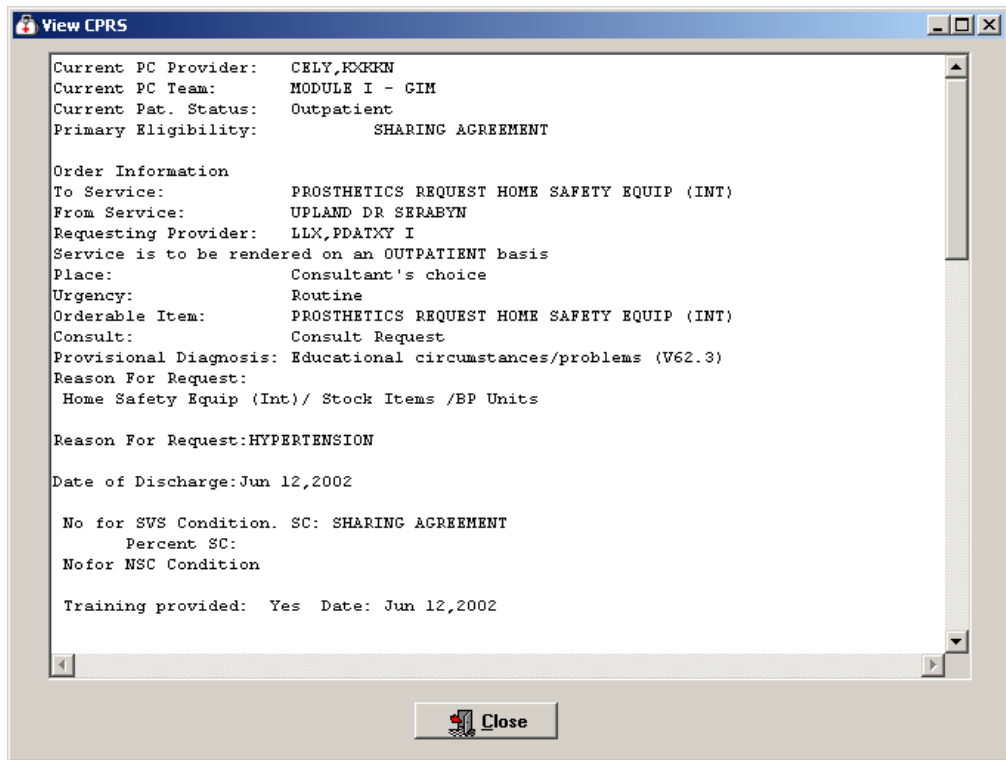 View CPRS
Current PC Provider: CELY,KXKKN
Current PC Team: MODULE I - GIM
Current Pat. Status: Outpatient
Primary Eligibility: SHARING AGREEMENT
Order Information
To Service: PROSTHETICS REQUEST HOME SAFETY EQUIP (INT)
From Service: UPLAND DR SERABYN
Requesting Provider: LLX,PDATXY I
Service is to be rendered on an OUTPATIENT basis
Place: Consultant's choice
Urgency: Routine
Orderable Item: PROSTHETICS REQUEST HOME SAFETY EQUIP (INT)
Consult: Consult Request
Provisional Diagnosis: Educational circumstances/problems (V62.3)
Reason For Request:
Home Safety Equip (Int)/ Stock Items /BP Units
Reason For Request:HYPERTENSION
Date of Discharge:Jun 12,2002
No for SVS Condition. SC: SHARING AGREEMENT
Percent SC:
Nofor NSC Condition
Training provided: Yes Date: Jun 12,2002
Close